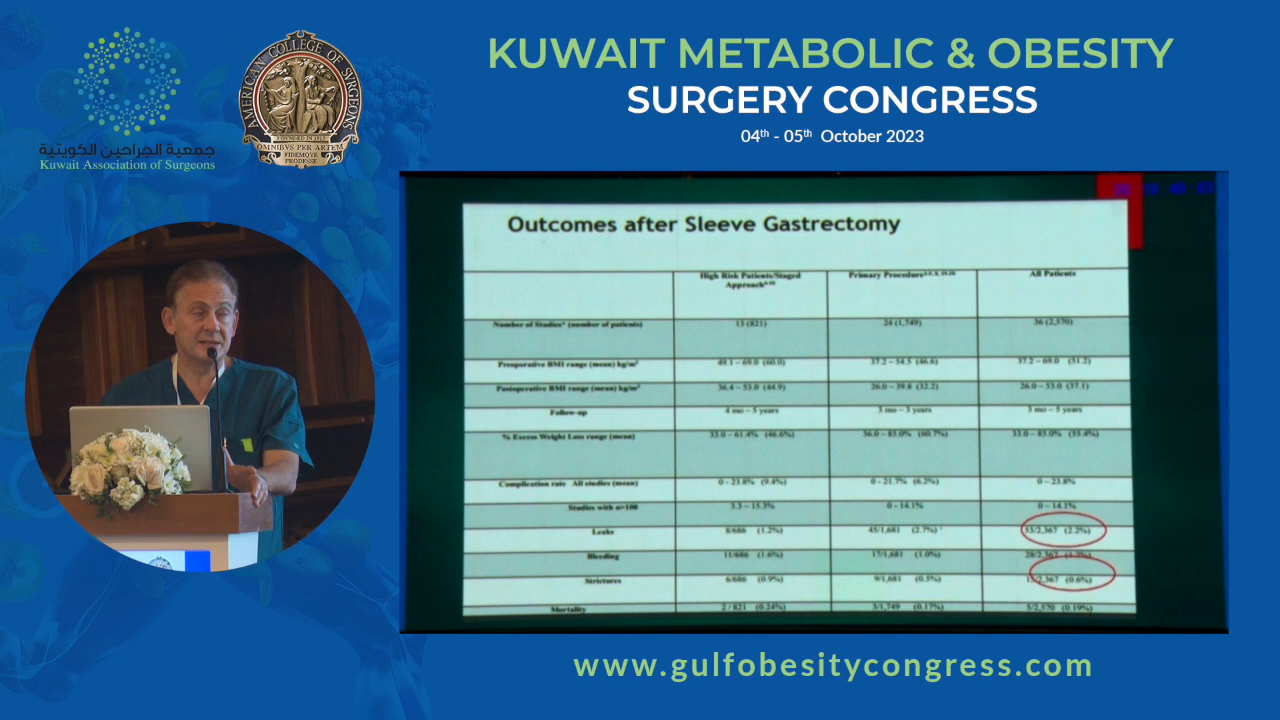 KUWAIT METABOLIC & OBESITY
SURGERY CONGRESS
04th - 05th October 2023
جمعية الجراحين الكويتية
Kuwait Association of Surgeons
AMERICAN COLLEGE OF SURGEONS
FOUNDED IN 1913
OMNIBVS PER ARTEM
FIDEMQVE
PRODESSE
Outcomes after Sleeve Gastrectomy
High Risk Patients/Staged Approach Primary Procedure All Patients
Number of Studies* (number of patients) 13 (821) 24 (1,749) 36 (2,570)
Preoperative BMI range (mean) kg/m² 49.1 – 69.0 (60.0) 37.2 – 54.5 (46.6) 37.2 – 69.0 (51.2)
Postoperative BMI range (mean) kg/m² 36.4 – 53.0 (44.9) 26.0 – 39.8 (32.2) 26.0 – 53.0 (37.1)
Follow-up 4 mo – 5 years 3 mo – 3 years 3 mo – 5 years
% Excess Weight Loss range (mean) 33.0 – 61.4% (46.6%) 36.0 – 85.0% (60.7%) 33.0 – 85.0% (55.4%)
Complication rate All studies (mean) 0 - 23.8% (9.4%) 0 - 21.7% (6.2%) 0 – 23.8%
Studies with n>100 3.3 – 15.3% 0 - 14.1% 0 – 14.1%
Leaks 8/686 (1.2%) 45/1,681 (2.7%) 53/2,367 (2.2%)
Bleeding 11/686 (1.6%) 17/1,681 (1.0%) 28/2,367
Strictures 6/686 (0.9%) 9/1,681 (0.5%) 15/2,367 (0.6%)
Mortality 2 / 821 (0.24%) 3/1,749 (0.17%) 5/2,570 (0.19%)
www.gulfobesitycongress.com